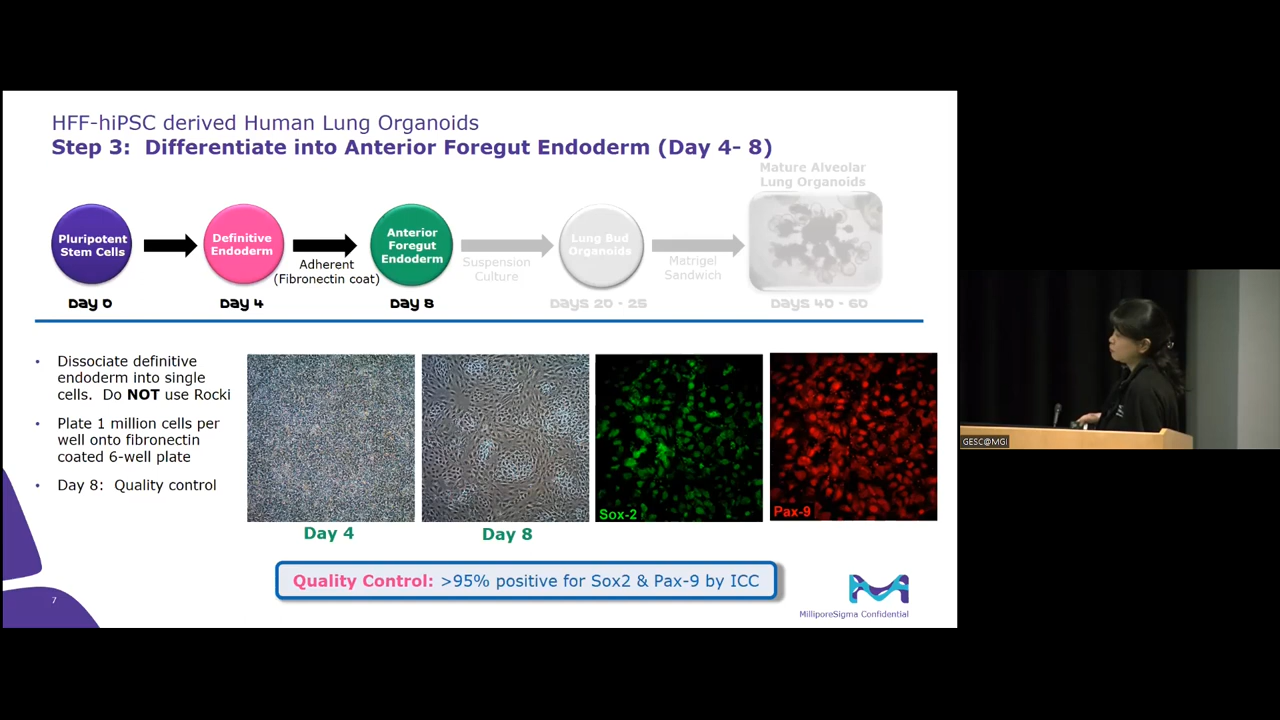 HFF-hiPSC derived Human Lung Organoids
Step 3: Differentiate into Anterior Foregut Endoderm (Day 4- 8)
Mature Alveolar
Lung Organoids
Pluripotent
Stem Cells
Definitive
Endoderm
Adherent
(Fibronectin coat)
Anterior
Foregut
Endoderm
Suspension
Culture
Lung Bud
Organoids
Matrigel
Sandwich
Day 0
Day 4
Day 8
Days 20 - 25
Days 40 - 60
• Dissociate definitive
endoderm into single
cells. Do NOT use Rocki
• Plate 1 million cells per
well onto fibronectin
coated 6-well plate
• Day 8: Quality control
Sox-2
Pax-9
Day 4
Day 8
Quality Control: >95% positive for Sox2 & Pax-9 by ICC
7
MilliporeSigma Confidential
GESC@MGI